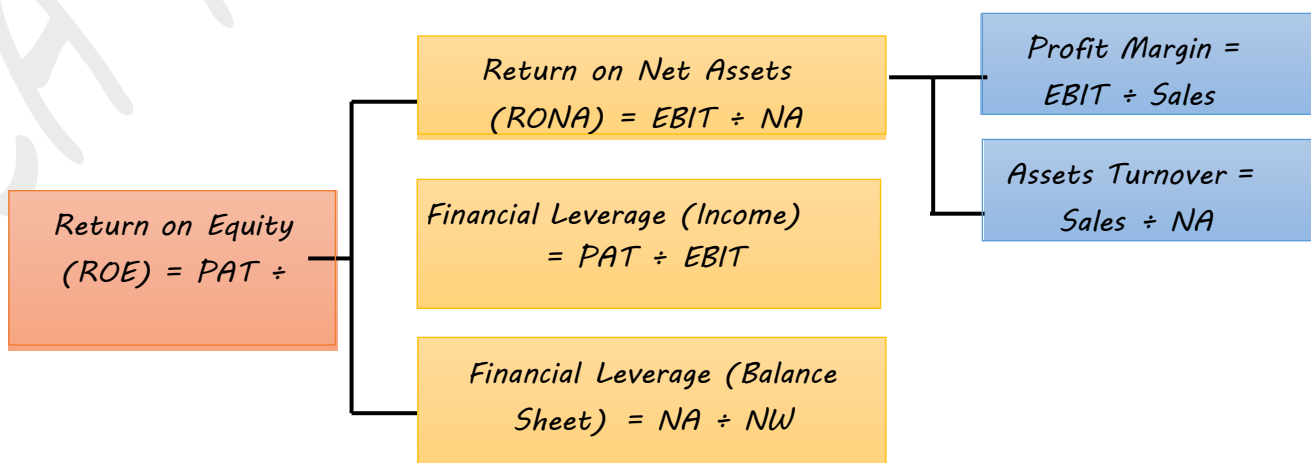 Return on Equity
(ROE) = PAT ÷
Return on Net Assets
(RONA) = EBIT ÷ NA
Financial Leverage (Income)
= PAT ÷ EBIT
Financial Leverage (Balance
Sheet) = NA ÷ NW
Profit Margin =
EBIT ÷ Sales
Assets Turnover =
Sales ÷ NA